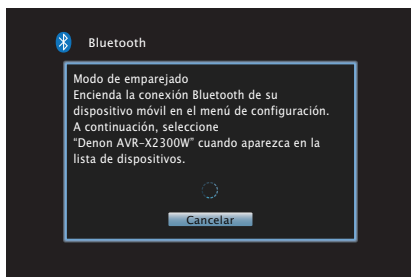 Bluetooth
Modo de emparejado
Encienda la conexión Bluetooth de su
dispositivo móvil en el menú de configuración.
A continuación, seleccione
“Denon AVR-X2300W” cuando aparezca en la
lista de dispositivos.
Cancelar